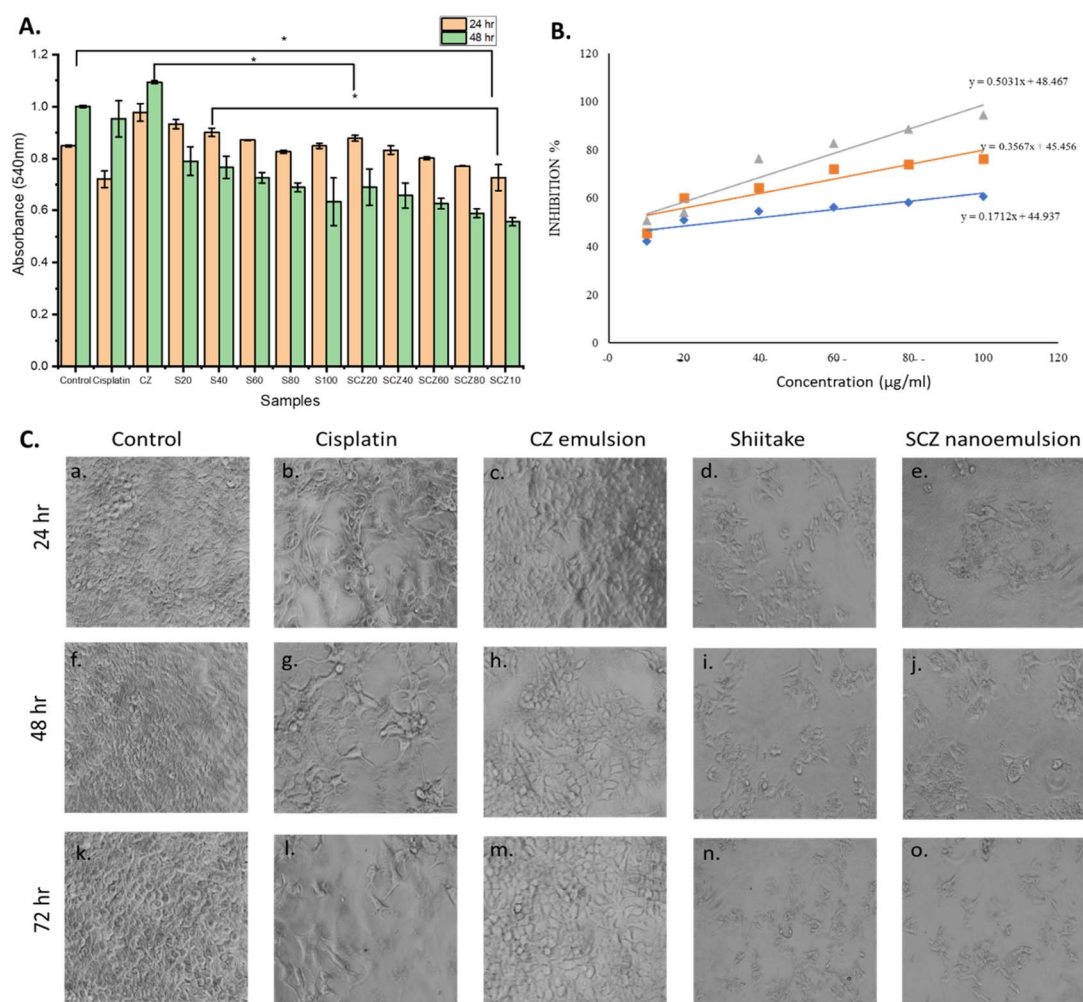 A.
24 hr
48 hr
*
*
*
1.2
1.0
0.8
0.6
0.4
0.2
0.0
Absorbance (540nm)
Control Cisplatin CZ S20 S40 S60 S80 S100 SCZ20 SCZ40 SCZ60 SCZ80 SCZ10
Samples
B.
120
100
80
60
40
20
0
INHIBITION %
y = 0.5031x + 48.467
y = 0.3567x + 45.456
y = 0.1712x + 44.937
0 20 40 60 80 100 120
Concentration (µg/ml)
C.
Control Cisplatin CZ emulsion Shiitake SCZ nanoemulsion
24 hr
a. b. c. d. e.
48 hr
f. g. h. i. j.
72 hr
k. l. m. n. o.